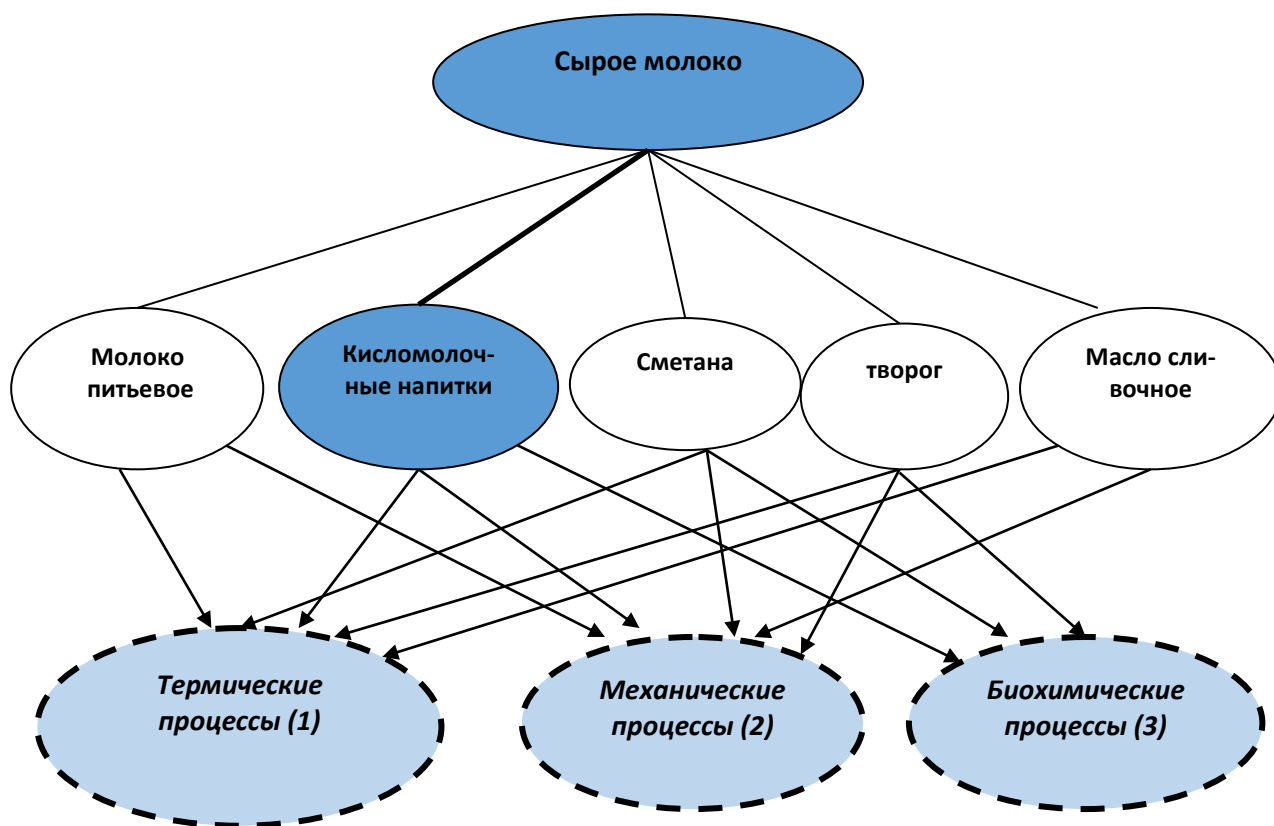 Сырое молоко
Молоко
питьевое
Кисломолоч-
ные напитки
Сметана
творог
Масло сли-
вочное
Термические
процессы (1)
Механические
процессы (2)
Биохимические
процессы (3)